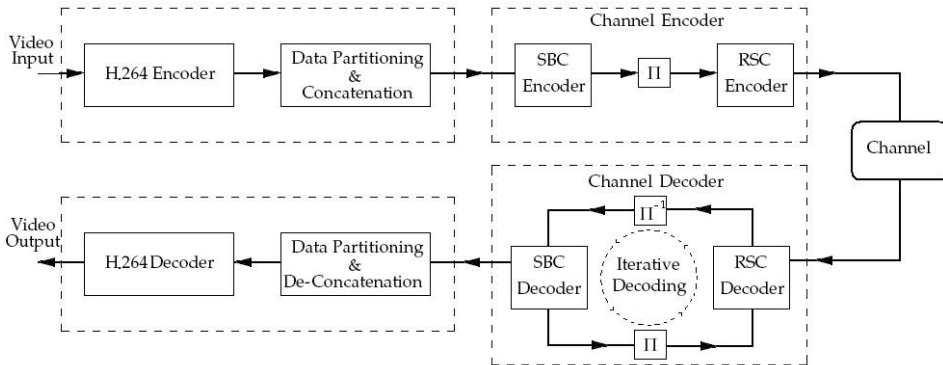 Video
Input
H.264 Encoder
Data Partitioning
&
Concatenation
Channel Encoder
SBC
Encoder
Π
RSC
Encoder
Channel
Channel Decoder
Π⁻¹
Iterative
Decoding
SBC
Decoder
RSC
Decoder
Π
Data Partitioning
&
De-Concatenation
H.264Decoder
Video
Output